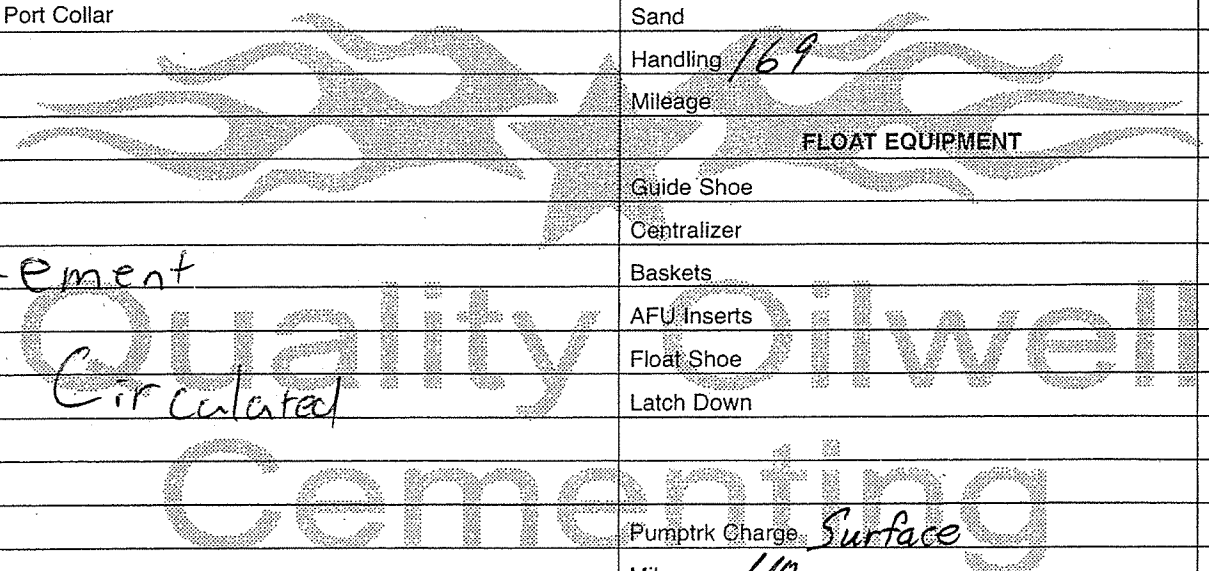 Port Collar
Sand
Handling 169
Mileage
FLOAT EQUIPMENT
Guide Shoe
Centralizer
ement
Baskets
Quality Oilwell
AFU Inserts
Float Shoe
Circulated
Latch Down
Cementing
Pumptrk Charge Surface